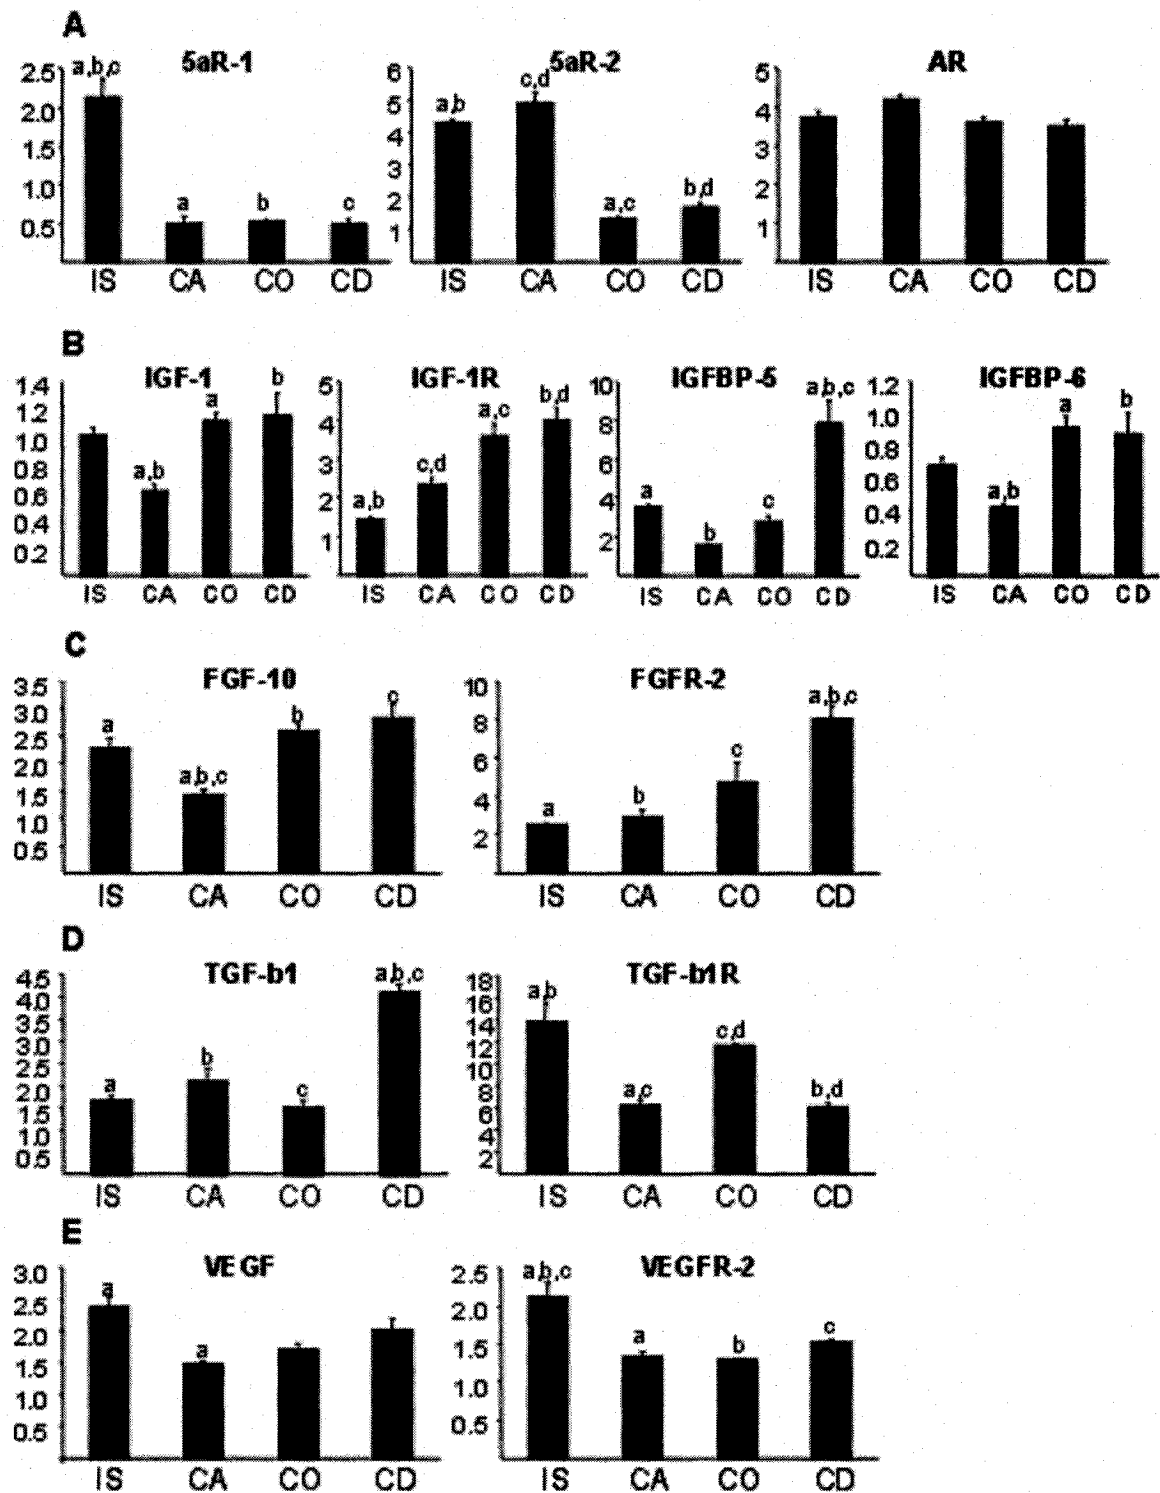 A
5aR-1
5aR-2
AR
2.5
2.0
1.5
1.0
0.5
a,b,c
a
b
c
IS CA CO CD
6
5
4
3
2
1
a,b
c,d
a,c
b,d
IS CA CO CD
5
4
3
2
1
IS CA CO CD
B
IGF-1
IGF-1R
IGFBP-5
IGFBP-6
1.4
1.2
1.0
0.8
0.6
0.4
0.2
a,b
a
b
IS CA CO CD
5
4
3
2
1
a,b
c,d
a,c
b,d
IS CA CO CD
10
8
6
4
2
a
b
c
a,b,c
IS CA CO CD
1.2
1.0
0.8
0.6
0.4
0.2
a,b
a
b
IS CA CO CD
C
FGF-10
FGFR-2
3.5
3.0
2.5
2.0
1.5
1.0
0.5
a
a,b,c
b
c
IS CA CO CD
10
8
6
4
2
a
b
c
a,b,c
IS CA CO CD
D
TGF-b1
TGF-b1R
4.5
4.0
3.5
3.0
2.5
2.0
1.5
1.0
0.5
a
b
c
a,b,c
IS CA CO CD
18
16
14
12
10
8
6
4
2
a,b
a,c
c,d
b,d
IS CA CO CD
E
VEGF
VEGFR-2
3.0
2.5
2.0
1.5
1.0
0.5
a
a
IS CA CO CD
2.5
2.0
1.5
1.0
0.5
a,b,c
a
b
c
IS CA CO CD